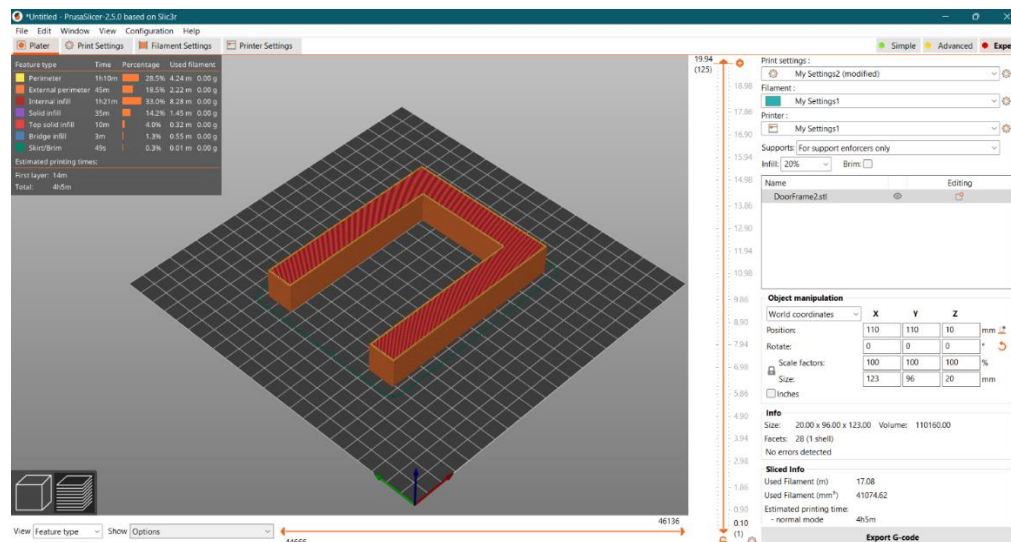 *Untitled - PrusaSlicer-2.5.0 based on Slic3r
File Edit Window View Configuration Help
Plater Print Settings Filament Settings Printer Settings Simple Advanced Expe
Feature type Time Percentage Used filament
Perimeter 1h10m 28.5% 4.24 m 0.00 g
External perimeter 45m 18.5% 2.22 m 0.00 g
Internal infill 1h21m 33.0% 8.28 m 0.00 g
Solid infill 35m 14.2% 1.45 m 0.00 g
Top solid infill 10m 4.0% 0.32 m 0.00 g
Bridge infill 3m 1.3% 0.55 m 0.00 g
Skirt/Brim 49s 0.3% 0.01 m 0.00 g
Estimated printing times:
First layer: 14m
Total: 4h5m
19.94
(125)
18.98
17.86
16.90
15.94
14.98
13.86
12.90
11.94
10.98
9.86
8.90
7.94
6.98
5.86
4.90
3.94
2.98
1.86
0.90
0.10
(1)
Print settings :
My Settings2 (modified)
Filament :
My Settings1
Printer :
My Settings1
Supports: For support enforcers only
Infill: 20% Brim:
Name Editing
DoorFrame2.stl
Object manipulation
World coordinates X Y Z
Position: 110 110 10 mm
Rotate: 0 0 0 °
Scale factors: 100 100 100 %
Size: 123 96 20 mm
Inches
Info
Size: 20.00 x 96.00 x 123.00 Volume: 110160.00
Facets: 28 (1 shell)
No errors detected
Sliced Info
Used Filament (m) 17.08
Used Filament (mm³) 41074.62
Estimated printing time:
- normal mode 4h5m
Export G-code
View Feature type Show Options
46136
44666